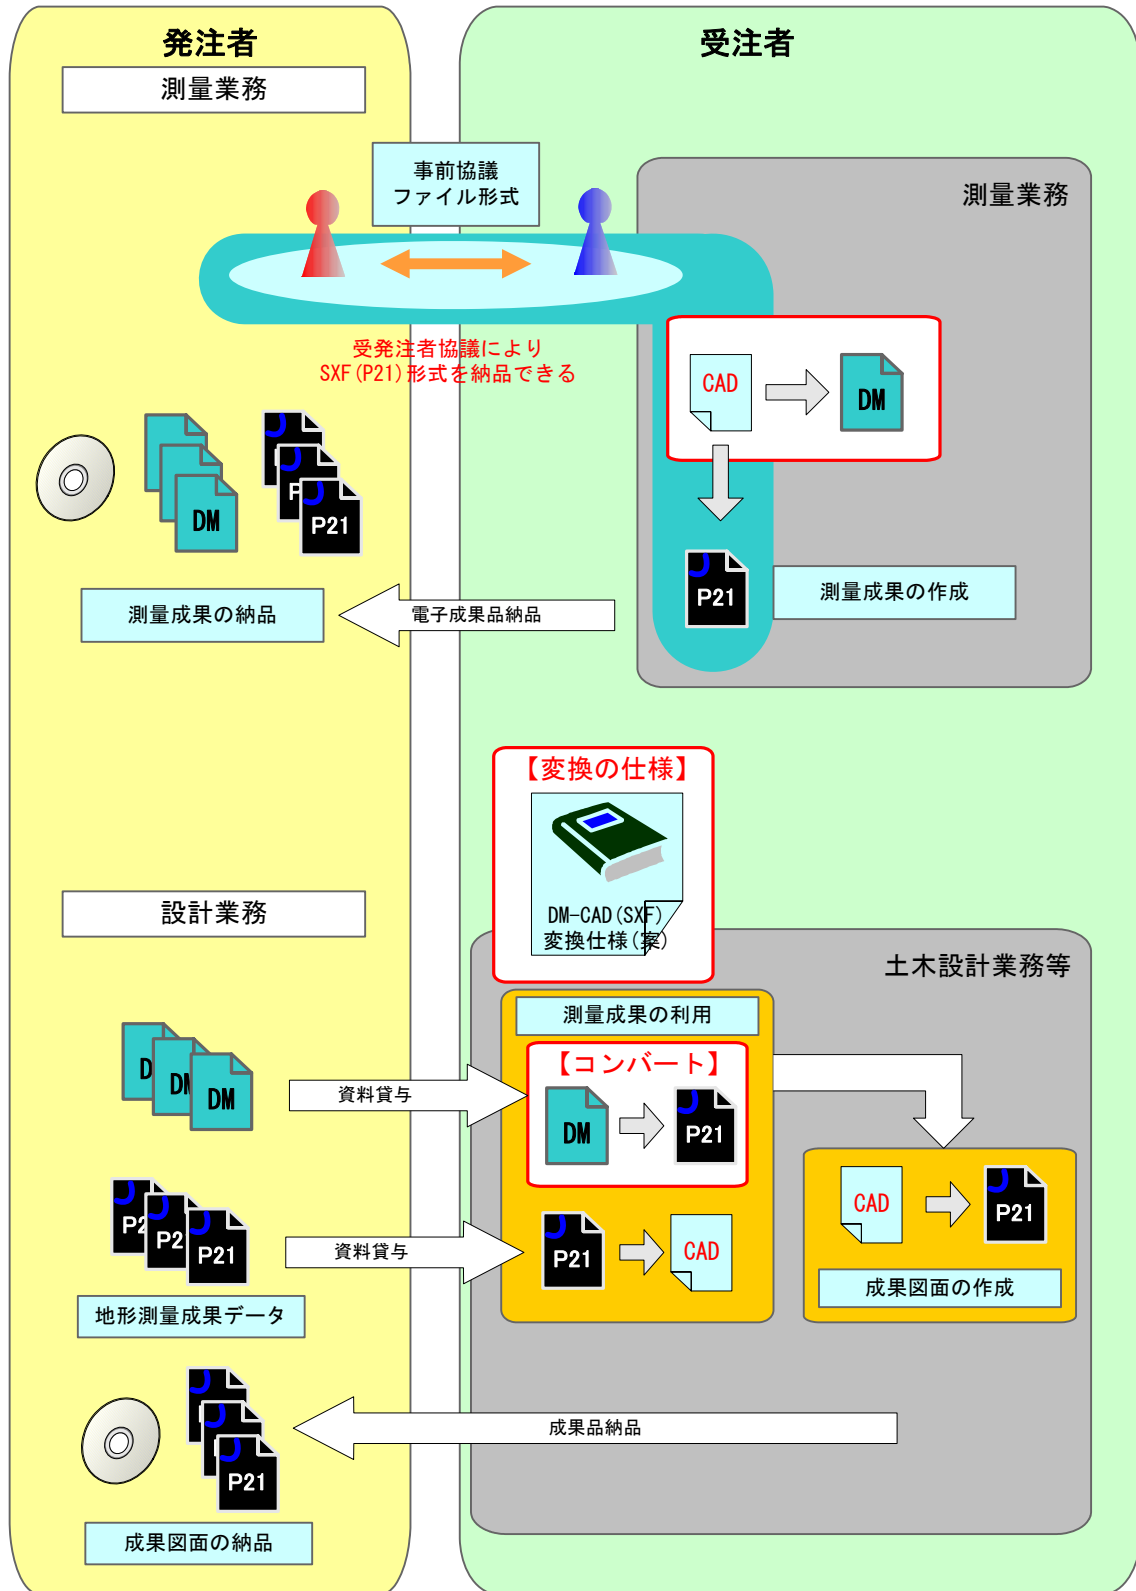 発注者
受注者
測量業務
事前協議
ファイル形式
測量業務
受発注者協議により
SXF(P21)形式を納品できる
CAD
DM
DM
P
P21
P21
測量成果の作成
測量成果の納品
電子成果品納品
【変換の仕様】
DM-CAD(SXF)
変換仕様(案)
設計業務
土木設計業務等
測量成果の利用
【コンバート】
D
DM
DM
資料貸与
DM
P21
P2
P2
P21
資料貸与
P21
CAD
CAD
P21
成果図面の作成
地形測量成果データ
成果品納品
P21
成果図面の納品